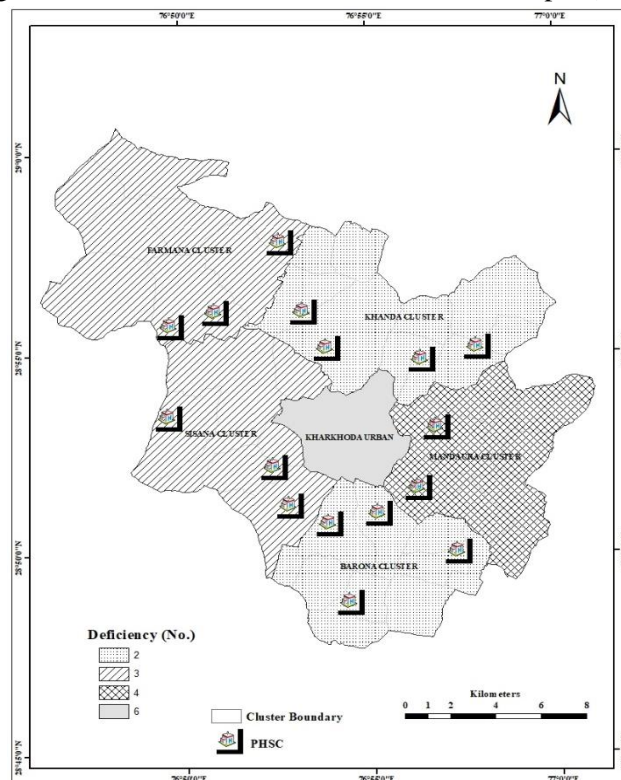 76°50'0"E 76°55'0"E 77°0'0"E
N
29°0'0"N
FARMANA CLUSTER
KHANDA CLUSTER
28°55'0"N
SISANA CLUSTER
KHARKHODA URBAN
MANDAURA CLUSTER
28°50'0"N
BARONA CLUSTER
Deficiency (No.)
2
3
4
6
Kilometers
0 1 2 4 6 8
Cluster Boundary
PHSC
28°45'0"N
76°50'0"E 76°55'0"E 77°0'0"E